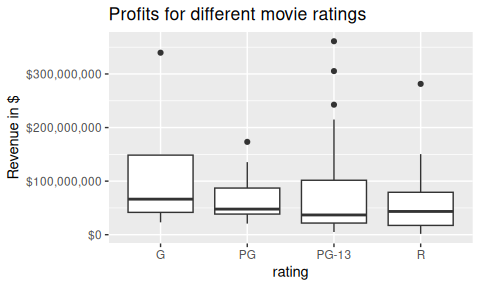 Profits for different movie ratings
Revenue in $
$300,000,000
$200,000,000
$100,000,000
$0
G PG PG-13 R
rating